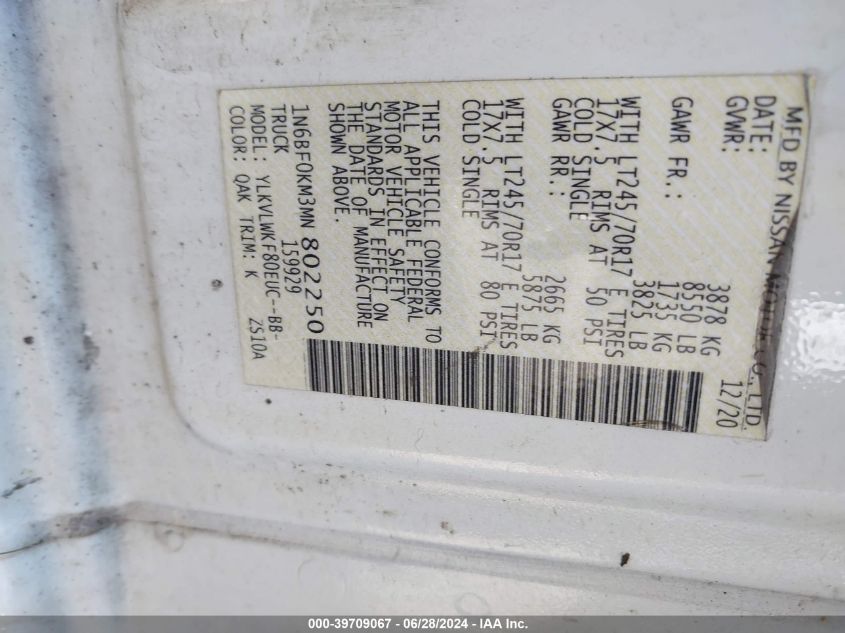 MFD BY NISSAN CO., LTD.
DATE: 12/20
GVWR: 3878 KG
8550 LB
GAWR FR.: 1735 KG
3825 LB
WITH LT245/70R17 E TIRES
17X7.5 RIMS AT 50 PSI
COLD SINGLE
GAWR RR.: 2665 KG
5875 LB
WITH LT245/70R17 E TIRES
17X7.5 RIMS AT 80 PSI
COLD SINGLE
THIS VEHICLE CONFORMS TO
ALL APPLICABLE FEDERAL
MOTOR VEHICLE SAFETY
STANDARDS IN EFFECT ON
THE DATE OF MANUFACTURE
SHOWN ABOVE.
1N6BF0KM3MN 802250
TRUCK 159929
MODEL: YLKVLWKF80EUC--BB-
COLOR: QAK TRIM: K ZS10A
000-39709067 - 06/28/2024 - IAA Inc.